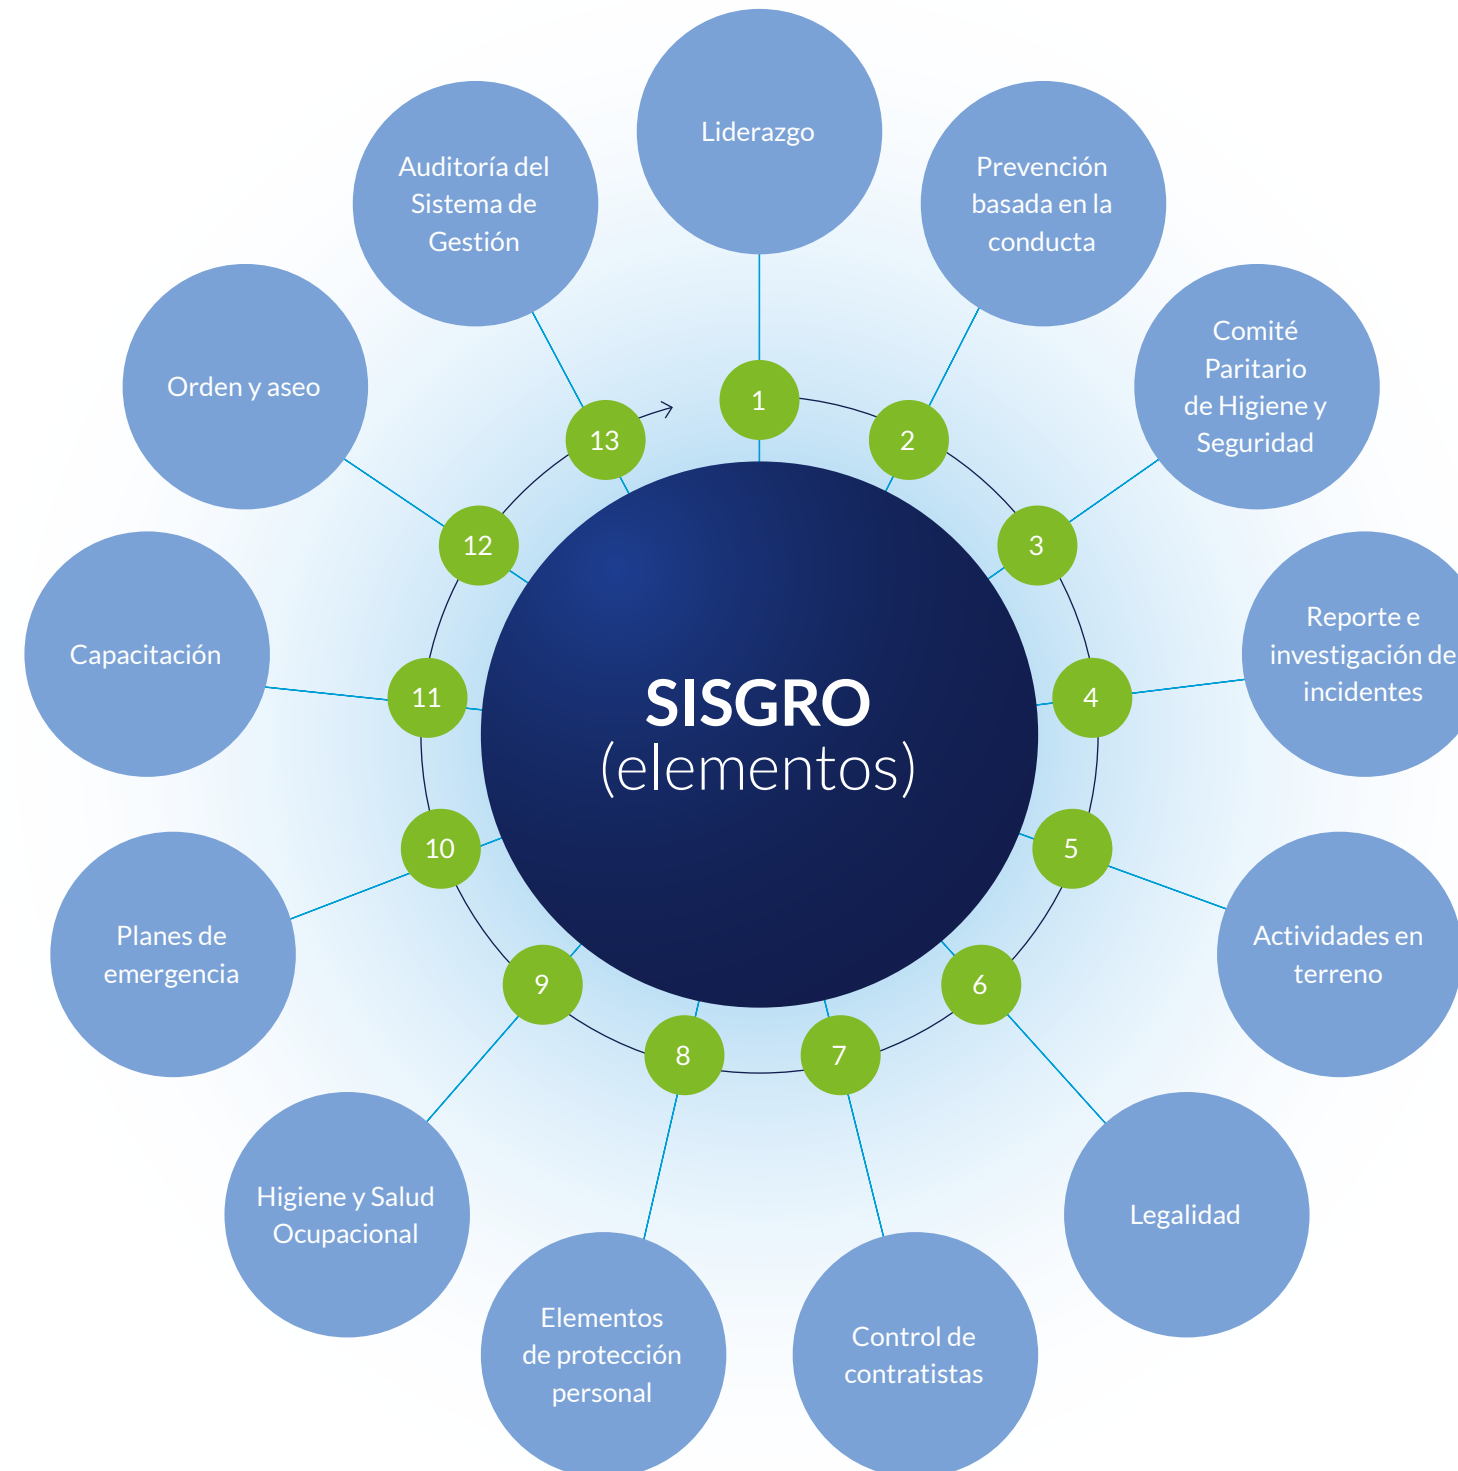 SISGRO
(elementos)
1
Liderazgo
2
Prevención
basada en la
conducta
3
Comité
Paritario
de Higiene y
Seguridad
4
Reporte e
investigación de
incidentes
5
Actividades en
terreno
6
Legalidad
7
Control de
contratistas
8
Elementos
de protección
personal
9
Higiene y Salud
Ocupacional
10
Planes de
emergencia
11
Capacitación
12
Orden y aseo
13
Auditoría del
Sistema de
Gestión